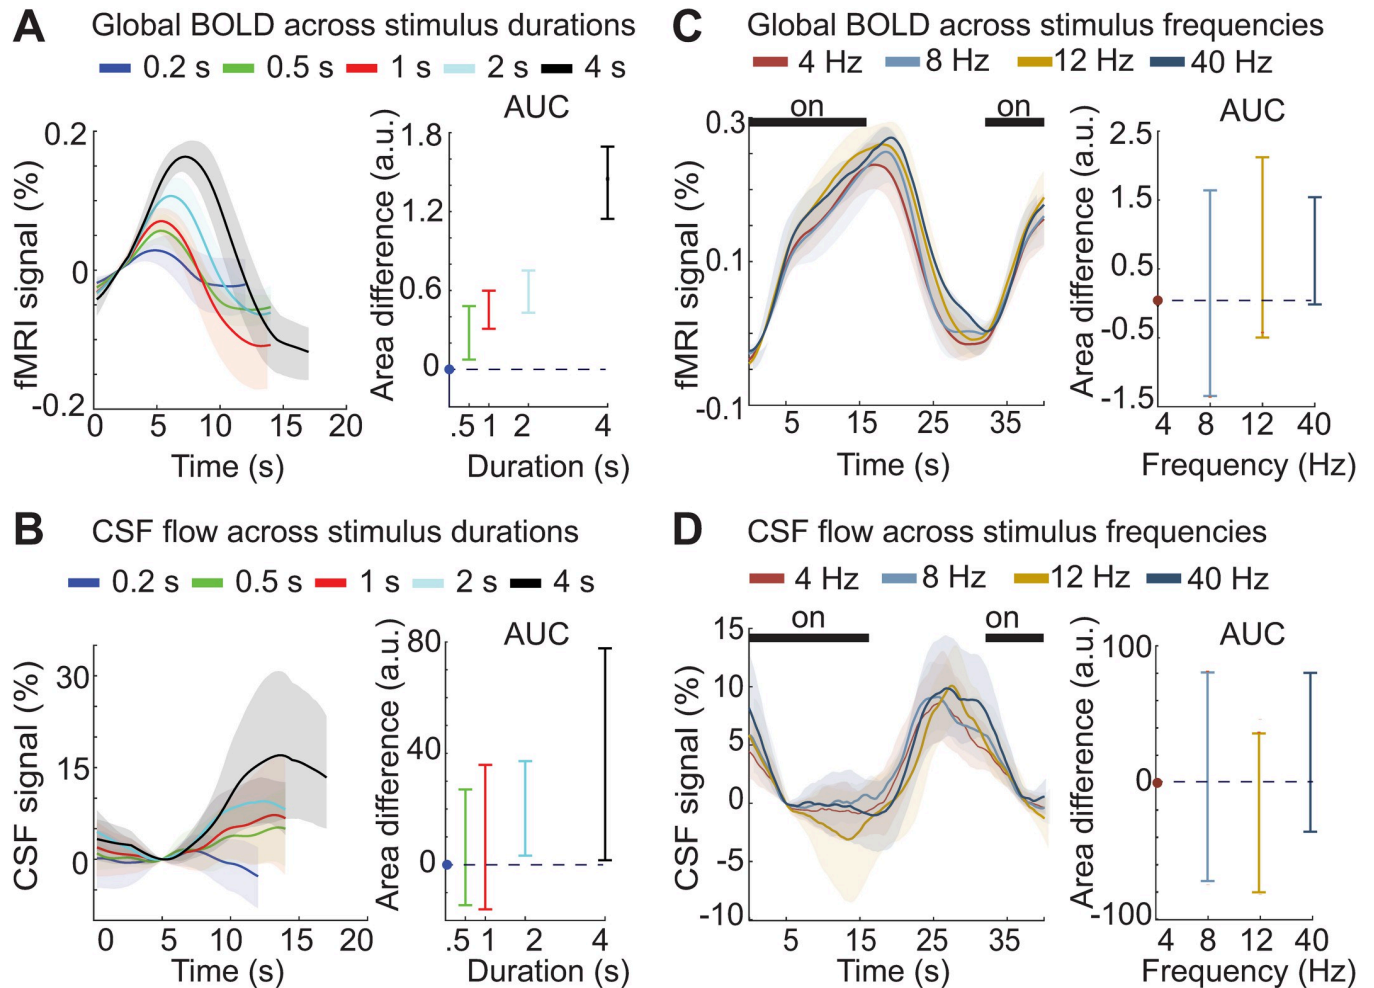 A Global BOLD across stimulus durations
0.2 s 0.5 s 1 s 2 s 4 s
AUC
fMRI signal (%)
0.2
0
-0.2
0 5 10 15 20
Time (s)
Area difference (a.u.)
1.8
1.2
0.6
0
.5 1 2 4
Duration (s)
C Global BOLD across stimulus frequencies
4 Hz 8 Hz 12 Hz 40 Hz
on on
AUC
fMRI signal (%)
0.3
0.1
-0.1
5 15 25 35
Time (s)
Area difference (a.u.)
2.5
1.5
0.5
-0.5
-1.5
4 8 12 40
Frequency (Hz)
B CSF flow across stimulus durations
0.2 s 0.5 s 1 s 2 s 4 s
AUC
CSF signal (%)
30
15
0
0 5 10 15 20
Time (s)
Area difference (a.u.)
80
40
0
.5 1 2 4
Duration (s)
D CSF flow across stimulus frequencies
4 Hz 8 Hz 12 Hz 40 Hz
on on
AUC
CSF signal (%)
15
10
5
0
-5
-10
5 15 25 35
Time (s)
Area difference (a.u.)
100
0
-100
4 8 12 40
Frequency (Hz)